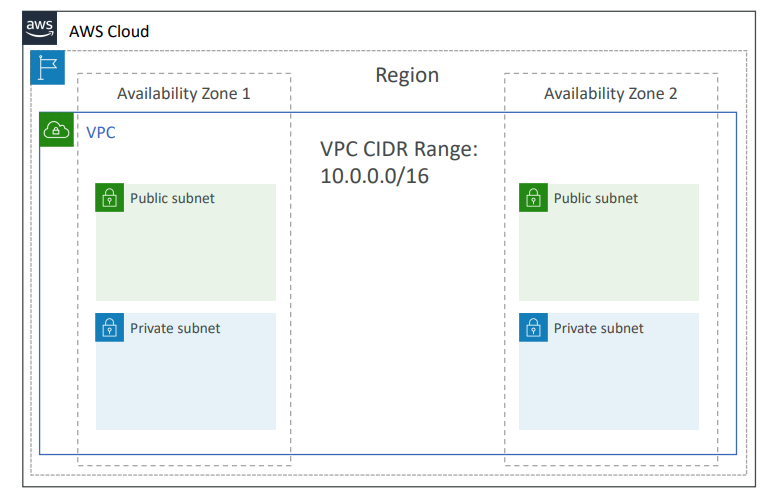 aws
AWS Cloud
Region
Availability Zone 1
Availability Zone 2
VPC
VPC CIDR Range:
10.0.0.0/16
Public subnet
Public subnet
Private subnet
Private subnet